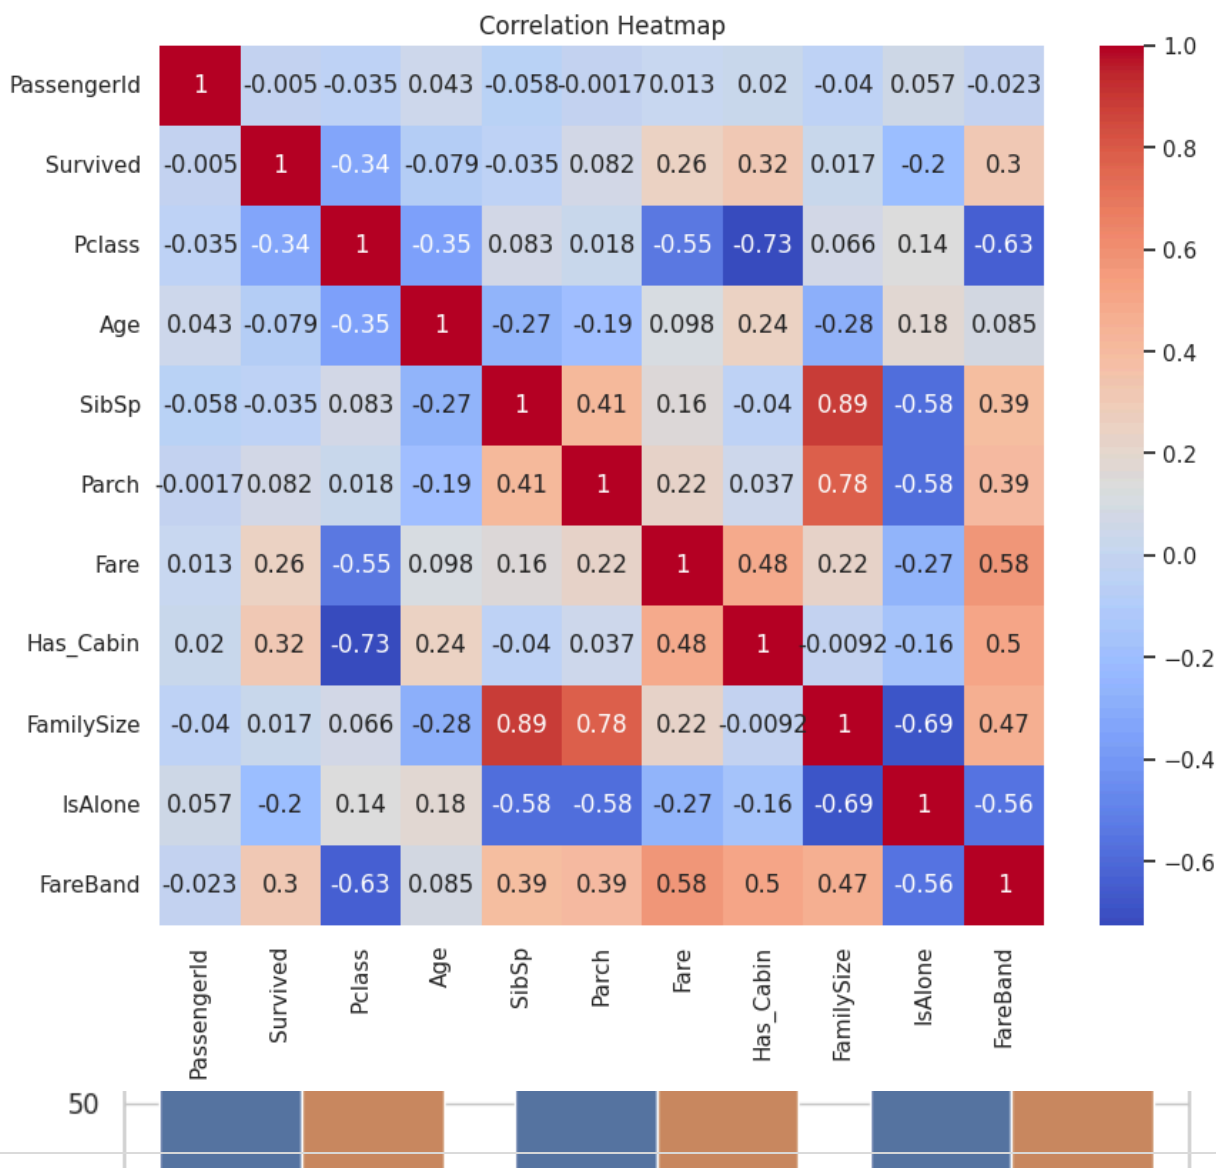 Correlation Heatmap
PassengerId 1 -0.005 -0.035 0.043 -0.058 -0.0017 0.013 0.02 -0.04 0.057 -0.023
Survived -0.005 1 -0.34 -0.079 -0.035 0.082 0.26 0.32 0.017 -0.2 0.3
Pclass -0.035 -0.34 1 -0.35 0.083 0.018 -0.55 -0.73 0.066 0.14 -0.63
Age 0.043 -0.079 -0.35 1 -0.27 -0.19 0.098 0.24 -0.28 0.18 0.085
SibSp -0.058 -0.035 0.083 -0.27 1 0.41 0.16 -0.04 0.89 -0.58 0.39
Parch -0.0017 0.082 0.018 -0.19 0.41 1 0.22 0.037 0.78 -0.58 0.39
Fare 0.013 0.26 -0.55 0.098 0.16 0.22 1 0.48 0.22 -0.27 0.58
Has_Cabin 0.02 0.32 -0.73 0.24 -0.04 0.037 0.48 1 -0.0092 -0.16 0.5
FamilySize -0.04 0.017 0.066 -0.28 0.89 0.78 0.22 -0.0092 1 -0.69 0.47
IsAlone 0.057 -0.2 0.14 0.18 -0.58 -0.58 -0.27 -0.16 -0.69 1 -0.56
FareBand -0.023 0.3 -0.63 0.085 0.39 0.39 0.58 0.5 0.47 -0.56 1
PassengerId Survived Pclass Age SibSp Parch Fare Has_Cabin FamilySize IsAlone FareBand
1.0
0.8
0.6
0.4
0.2
0.0
−0.2
−0.4
−0.6
50